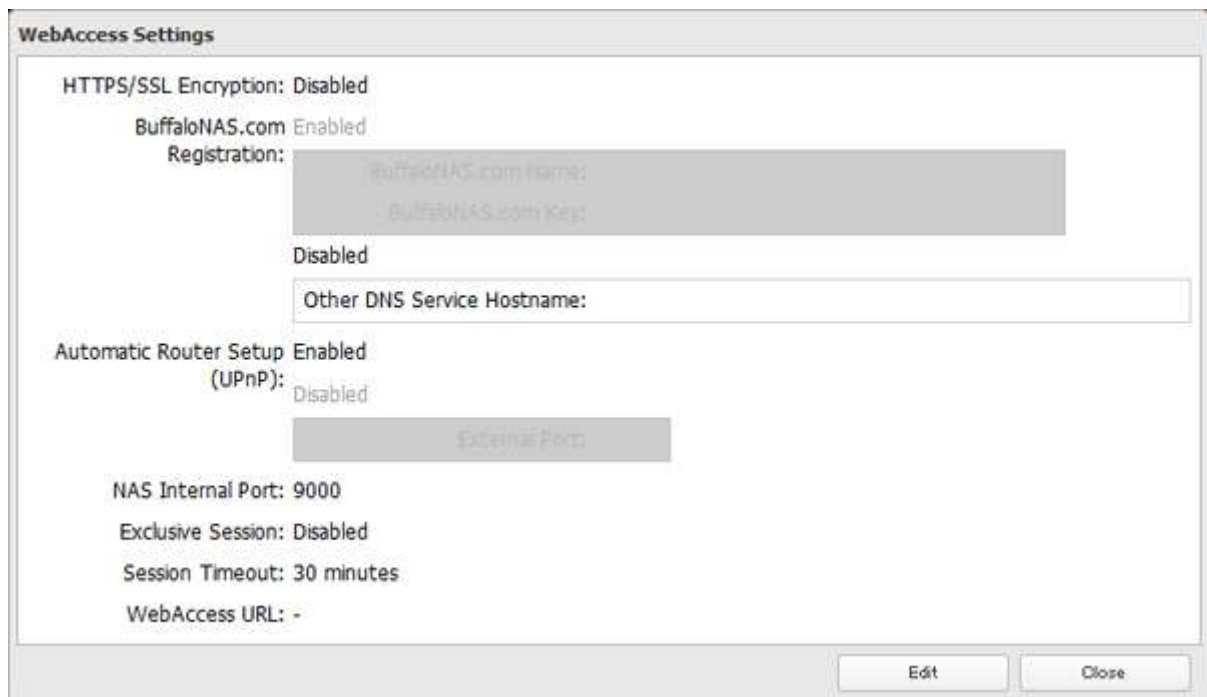 WebAccess Settings
HTTPS/SSL Encryption: Disabled
BuffaloNAS.com Enabled
Registration:
BuffaloNAS.com Name:
BuffaloNAS.com Key:
Disabled
Other DNS Service Hostname:
Automatic Router Setup Enabled
(UPnP):
Disabled
External Port:
NAS Internal Port: 9000
Exclusive Session: Disabled
Session Timeout: 30 minutes
WebAccess URL: -
Edit Close